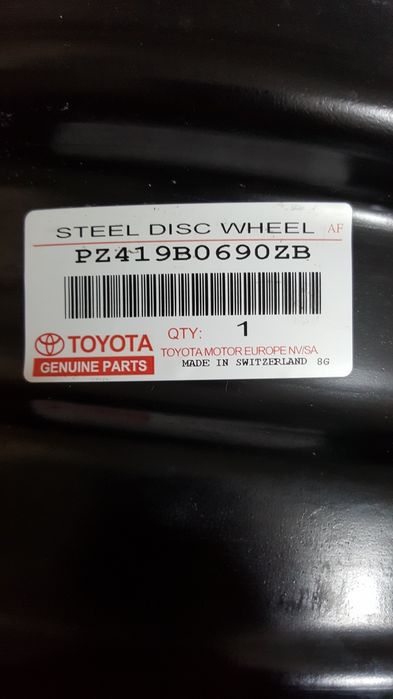 STEEL DISC WHEEL AF
PZ419B0690ZB
QTY: 1
TOYOTA
TOYOTA MOTOR EUROPE NV/SA
GENUINE PARTS
MADE IN SWITZERLAND 8G